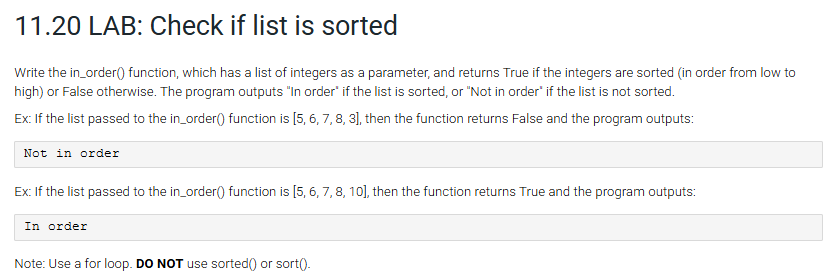 11.20 LAB: Check if list is sorted
Write the in_order() function, which has a list of integers as a parameter, and returns True if the integers are sorted (in order from low to
high) or False otherwise. The program outputs "In order" if the list is sorted, or "Not in order" if the list is not sorted.
Ex: If the list passed to the in_order() function is [5, 6, 7, 8, 3], then the function returns False and the program outputs:
Not in order
Ex: If the list passed to the in_order() function is [5, 6, 7, 8, 10], then the function returns True and the program outputs:
In order
Note: Use a for loop. DO NOT use sorted() or sort().